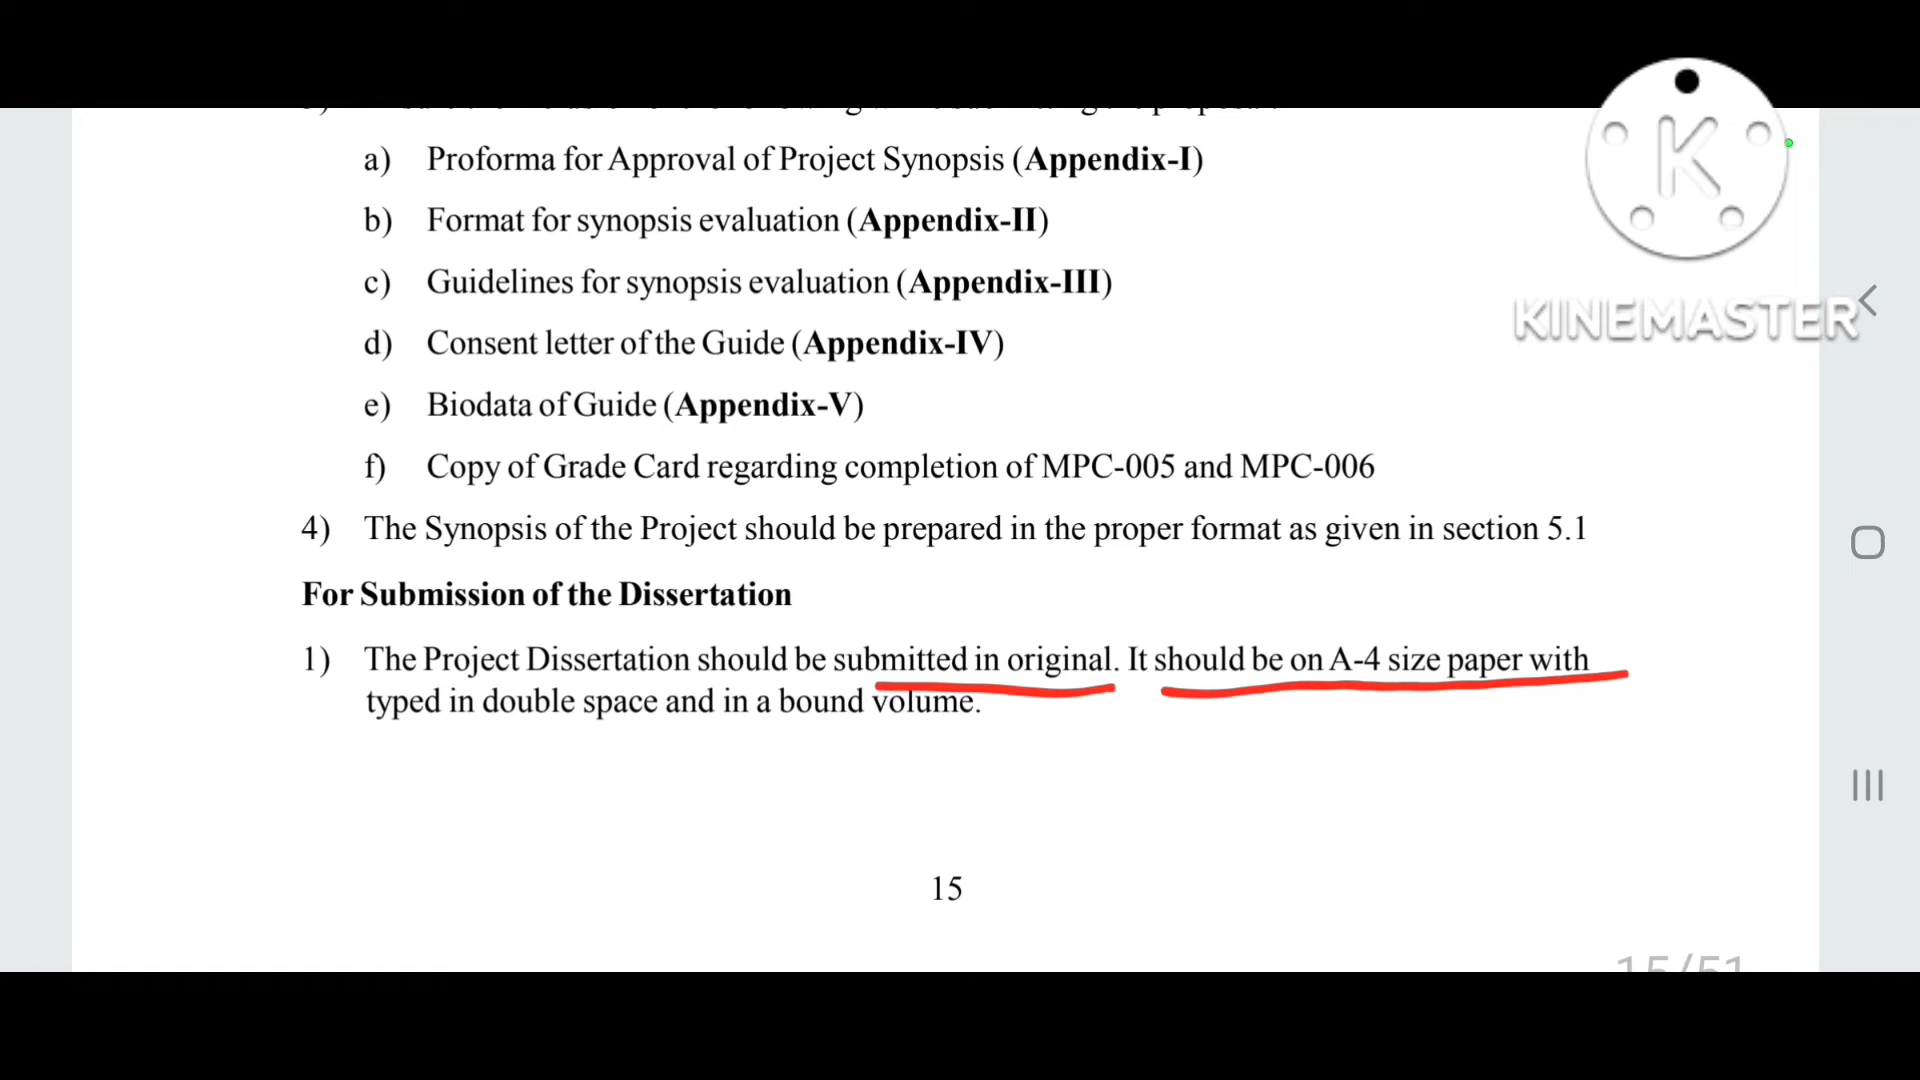 a) Proforma for Approval of Project Synopsis (Appendix-I)
b) Format for synopsis evaluation (Appendix-II)
c) Guidelines for synopsis evaluation (Appendix-III)
KINEMASTER
d) Consent letter of the Guide (Appendix-IV)
e) Biodata of Guide (Appendix-V)
f) Copy of Grade Card regarding completion of MPC-005 and MPC-006
4) The Synopsis of the Project should be prepared in the proper format as given in section 5.1
For Submission of the Dissertation
1) The Project Dissertation should be submitted in original. It should be on A-4 size paper with
typed in double space and in a bound volume.
15
15/51